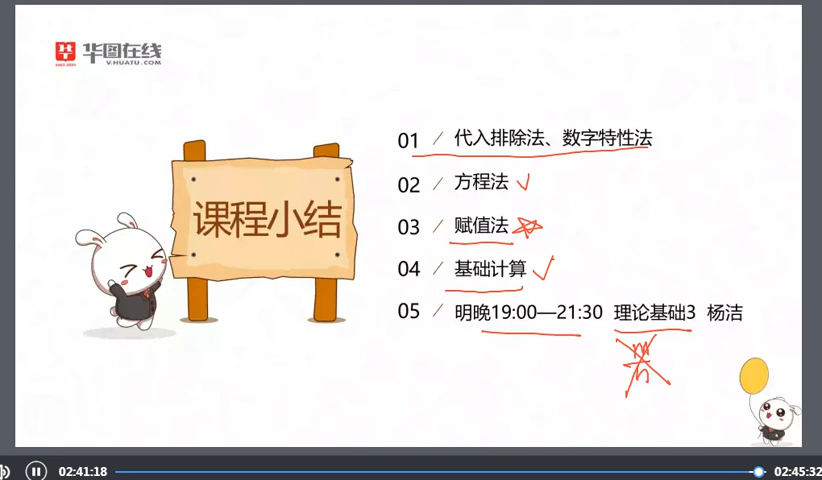 华图在线
V.HUATU.COM
课程小结
01 / 代入排除法、数字特性法
02 / 方程法
03 / 赋值法
04 / 基础计算
05 / 明晚19:00—21:30 理论基础3 杨洁
02:41:18
02:45:32